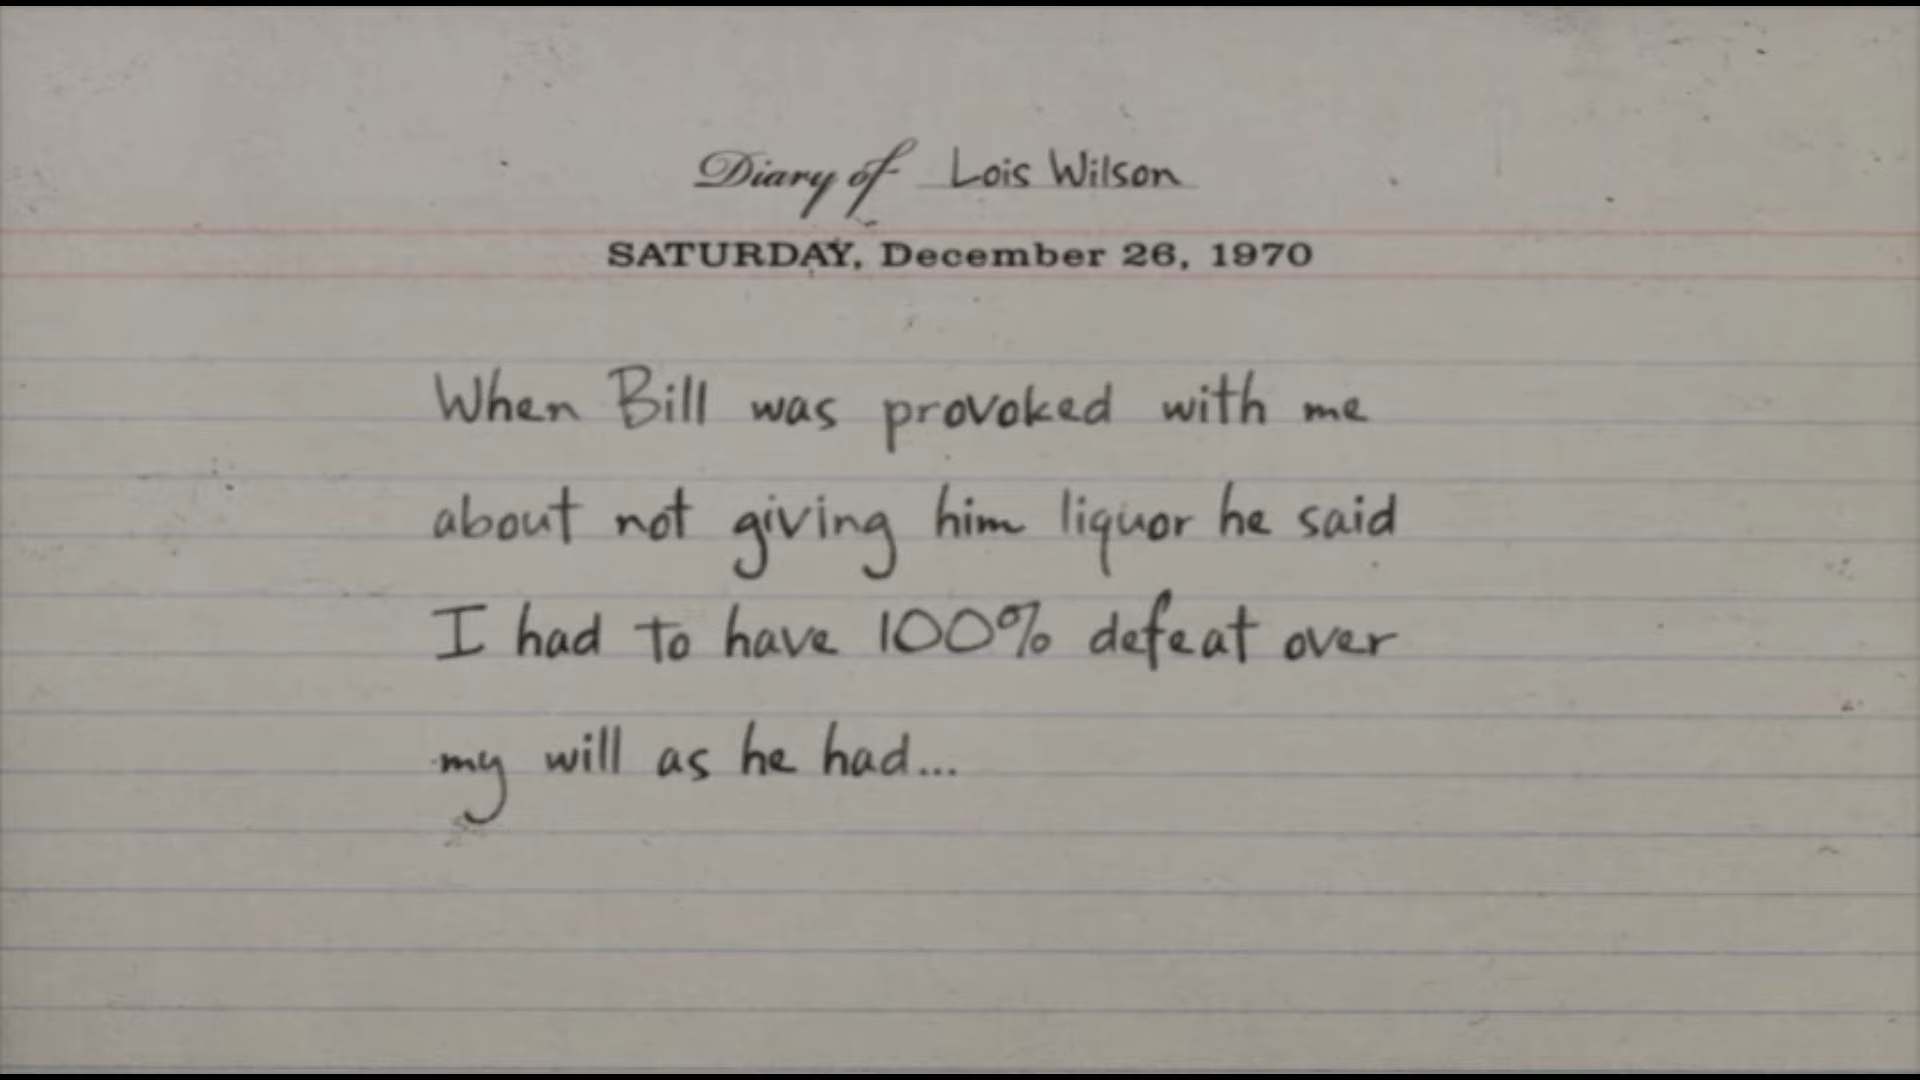 Diary of Lois Wilson
SATURDAY, December 26, 1970
When Bill was provoked with me
about not giving him liquor he said
I had to have 100% defeat over
my will as he had...